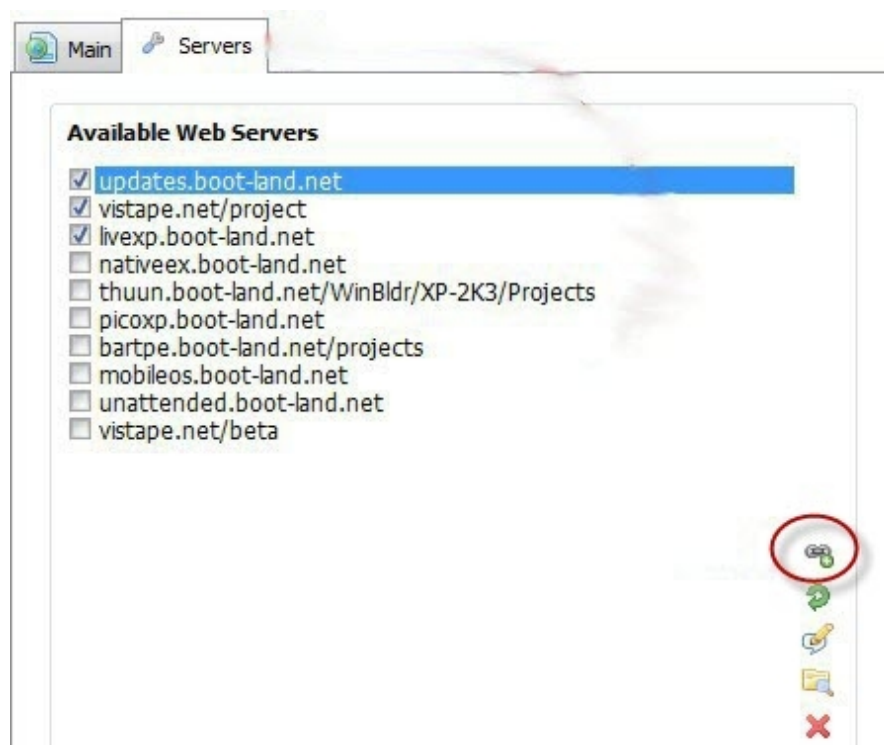 Main
Servers
Available Web Servers
updates.boot-land.net
vistape.net/project
livexp.boot-land.net
nativeex.boot-land.net
thuun.boot-land.net/WinBldr/XP-2K3/Projects
picoxp.boot-land.net
bartpe.boot-land.net/projects
mobileos.boot-land.net
unattended.boot-land.net
vistape.net/beta